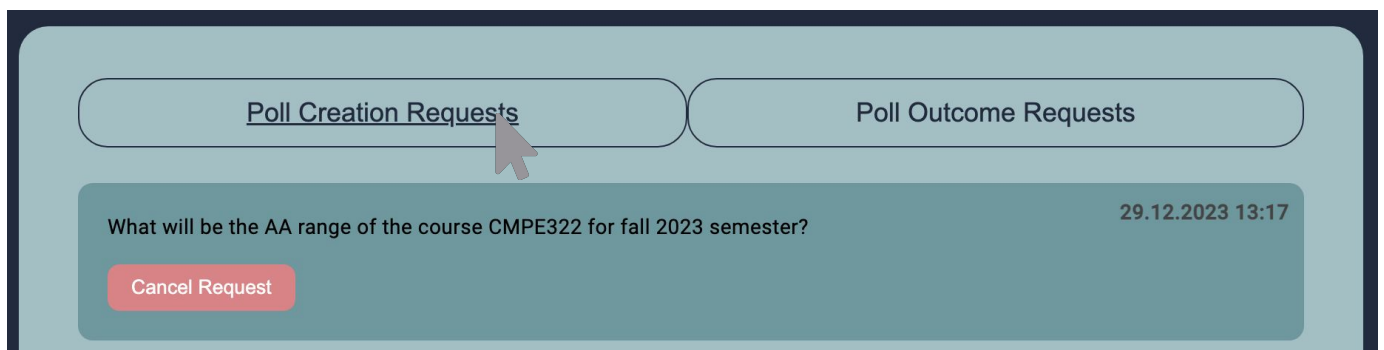 Poll Creation Requests
Poll Outcome Requests
29.12.2023 13:17
What will be the AA range of the course CMPE322 for fall 2023 semester?
Cancel Request